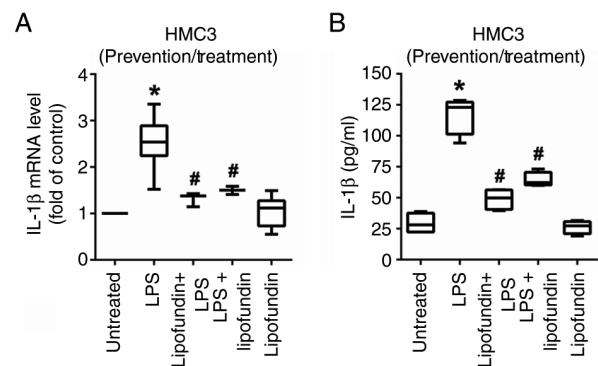 A
HMC3
(Prevention/treatment)
IL-1β mRNA level
(fold of control)
4
3
2
1
0
*
#
#
Untreated
LPS
Lipofundin+
LPS
LPS +
lipofundin
Lipofundin
B
HMC3
(Prevention/treatment)
IL-1β (pg/ml)
150
125
100
75
50
25
0
*
#
#
Untreated
LPS
Lipofundin+
LPS
LPS +
lipofundin
Lipofundin